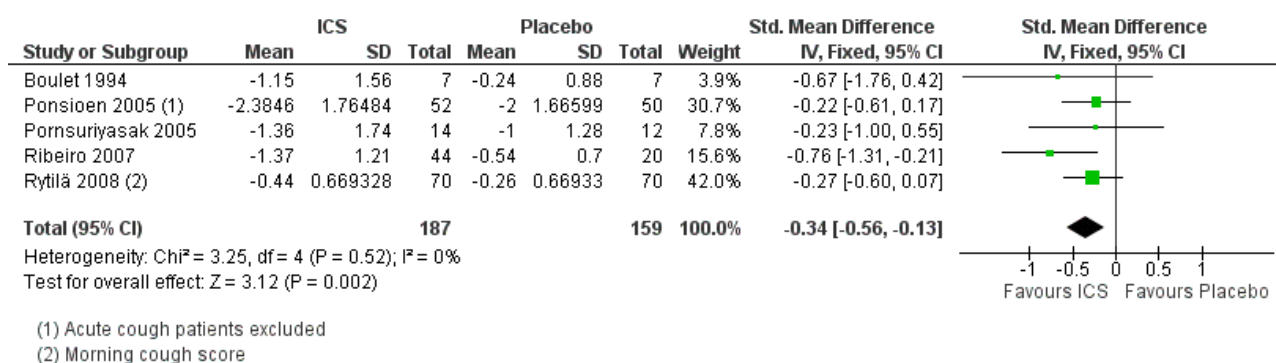 ICS Placebo Std. Mean Difference Std. Mean Difference
Study or Subgroup Mean SD Total Mean SD Total Weight IV, Fixed, 95% CI IV, Fixed, 95% CI
Boulet 1994 -1.15 1.56 7 -0.24 0.88 7 3.9% -0.67 [-1.76, 0.42]
Ponsioen 2005 (1) -2.3846 1.76484 52 -2 1.66599 50 30.7% -0.22 [-0.61, 0.17]
Pornsuriyasak 2005 -1.36 1.74 14 -1 1.28 12 7.8% -0.23 [-1.00, 0.55]
Ribeiro 2007 -1.37 1.21 44 -0.54 0.7 20 15.6% -0.76 [-1.31, -0.21]
Rytilä 2008 (2) -0.44 0.669328 70 -0.26 0.66933 70 42.0% -0.27 [-0.60, 0.07]
Total (95% CI) 187 159 100.0% -0.34 [-0.56, -0.13]
Heterogeneity: Chi² = 3.25, df = 4 (P = 0.52); I² = 0%
Test for overall effect: Z = 3.12 (P = 0.002)
-1 -0.5 0 0.5 1
Favours ICS Favours Placebo
(1) Acute cough patients excluded
(2) Morning cough score